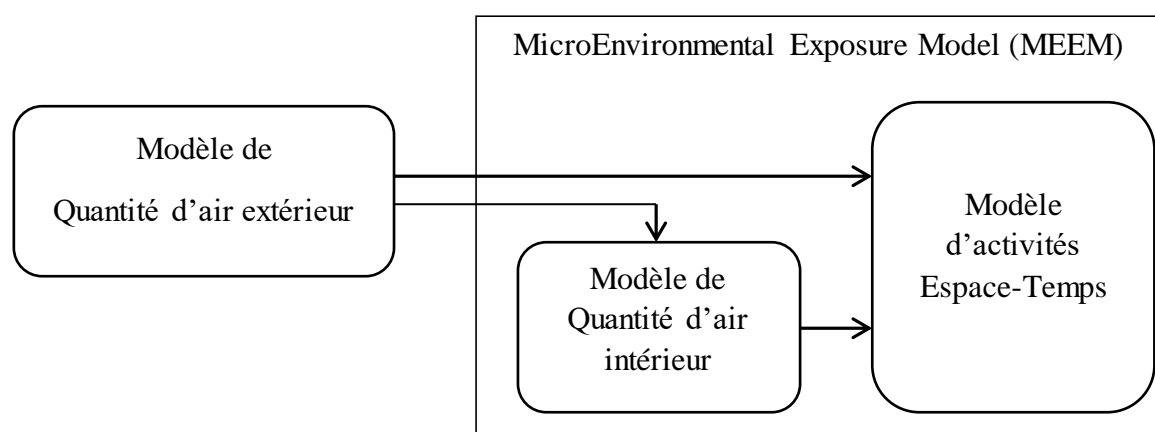 MicroEnvironmental Exposure Model (MEEM)
Modèle de
Quantité d’air extérieur
Modèle de
Quantité d’air
intérieur
Modèle
d’activités
Espace-Temps